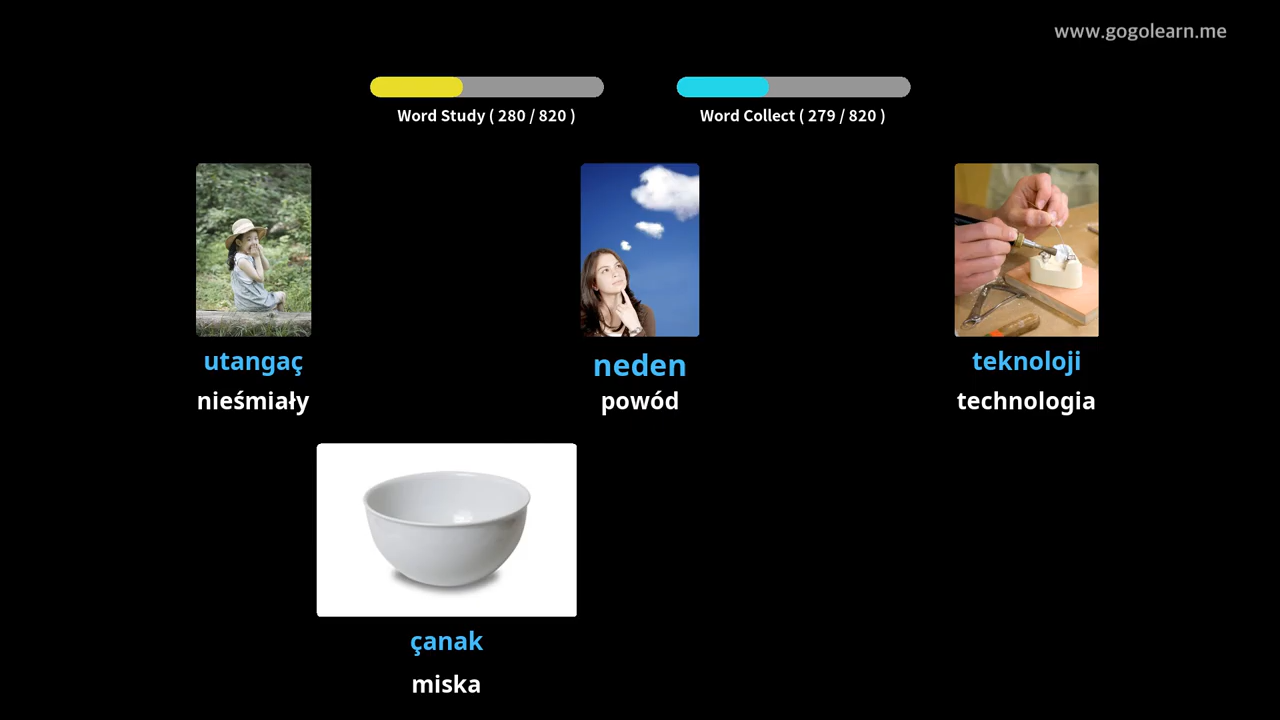 www.gogolearn.me
Word Study ( 280 / 820 )
Word Collect ( 279 / 820 )
utangaç
nieśmiały
neden
powód
teknoloji
technologia
çanak
miska